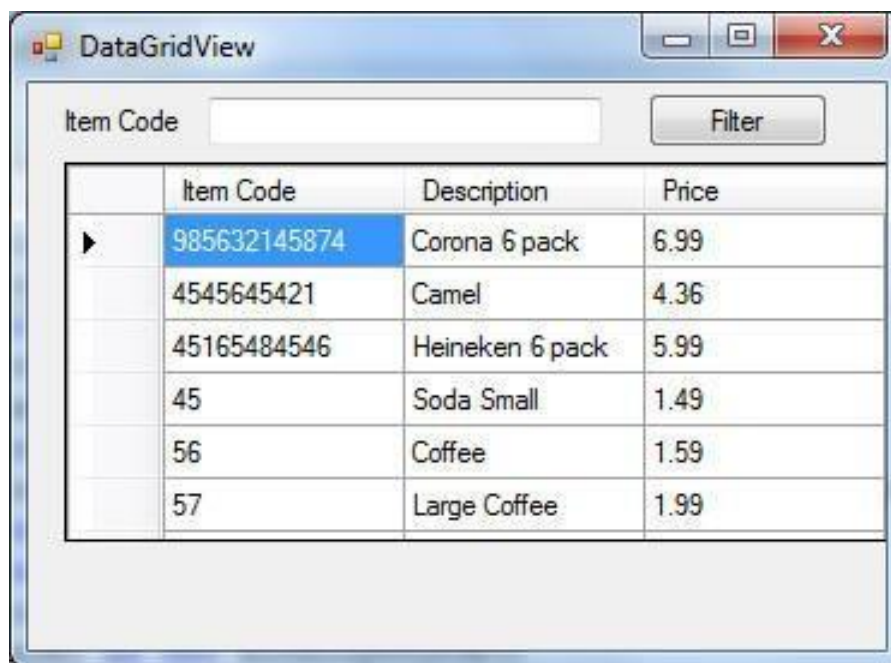 DataGridView
Item Code Filter
Item Code Description Price
985632145874 Corona 6 pack 6.99
4545645421 Camel 4.36
45165484546 Heineken 6 pack 5.99
45 Soda Small 1.49
56 Coffee 1.59
57 Large Coffee 1.99